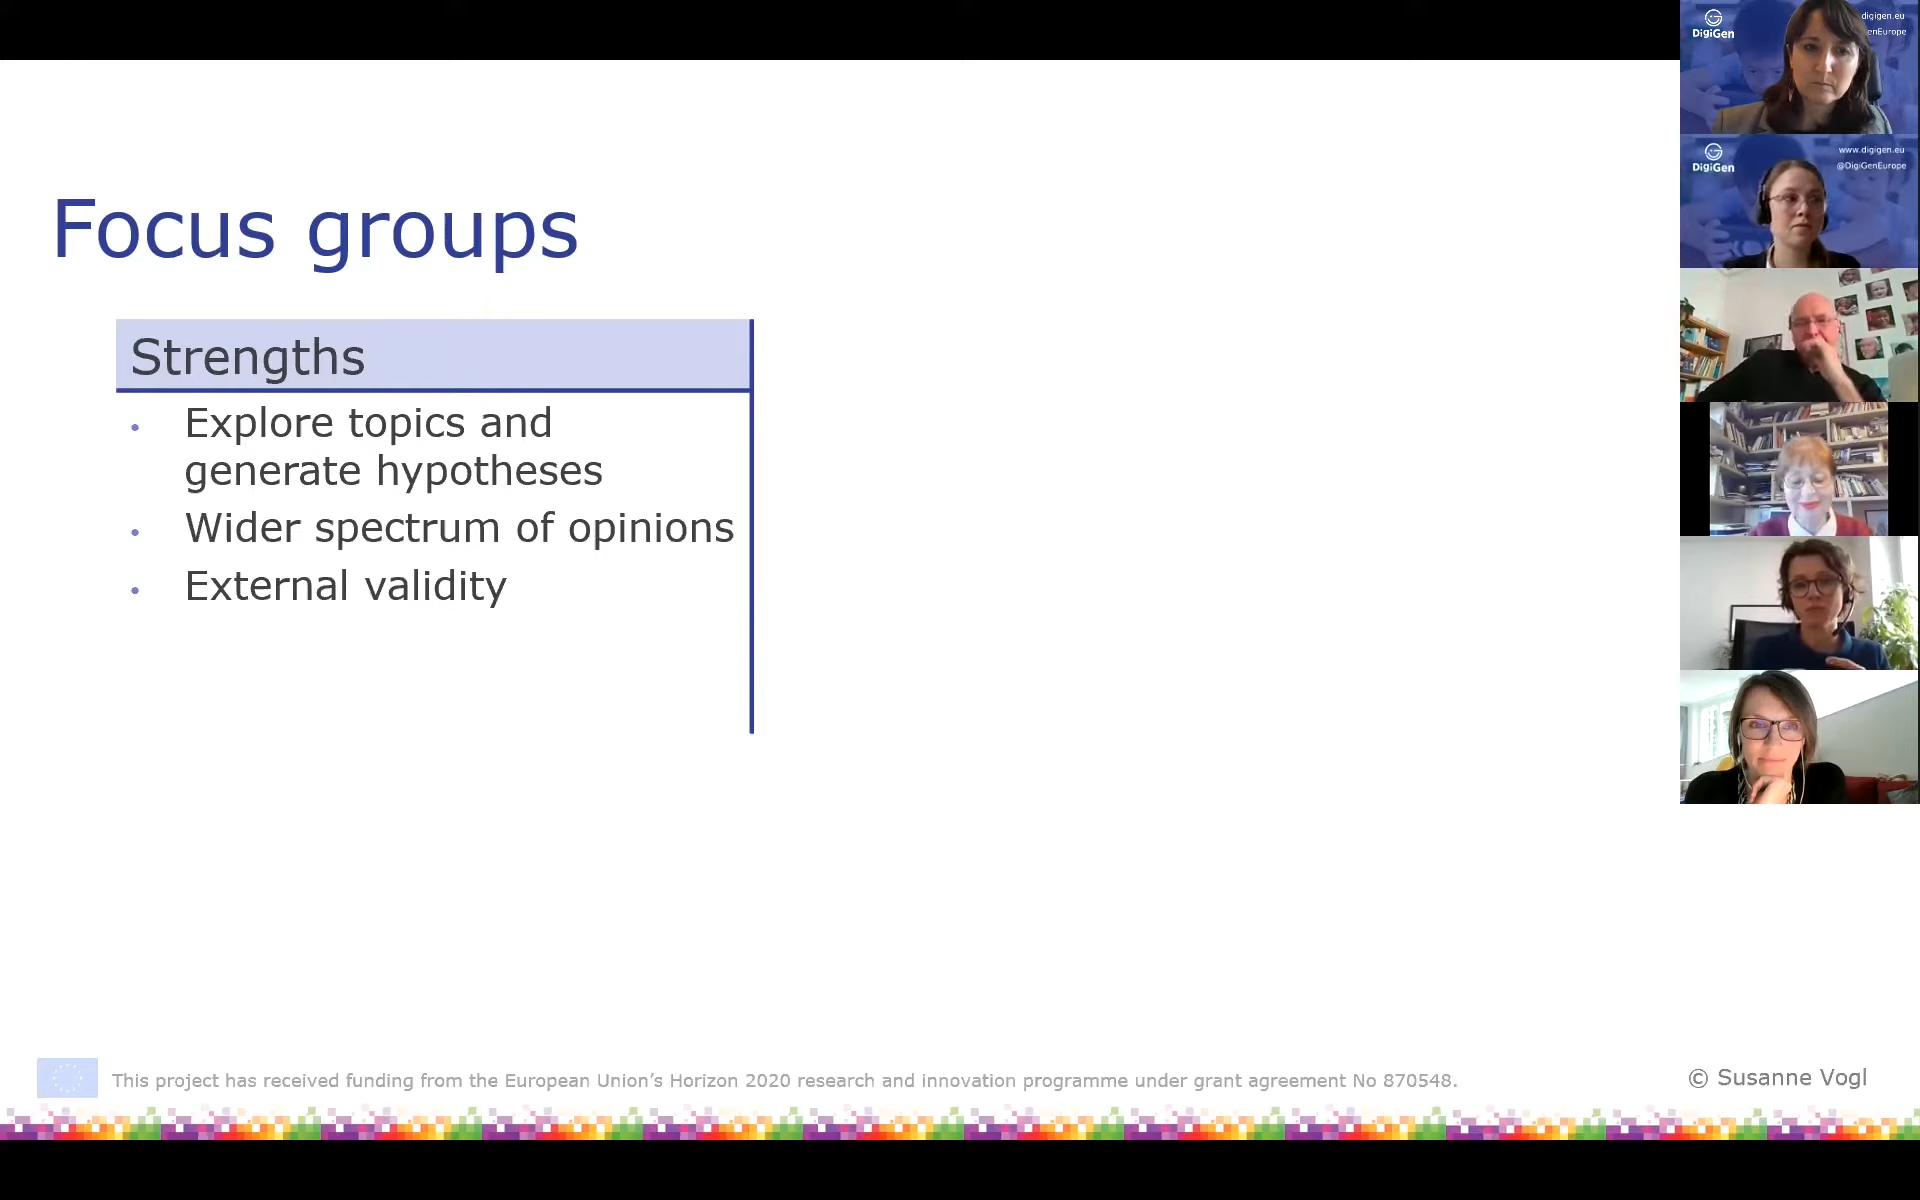 Focus groups
Strengths
• Explore topics and
generate hypotheses
• Wider spectrum of opinions
• External validity
This project has received funding from the European Union’s Horizon 2020 research and innovation programme under grant agreement No 870548.
© Susanne Vogl
DigiGen
digigen.eu
enEurope
DigiGen
www.digigen.eu
@DigiGenEurope